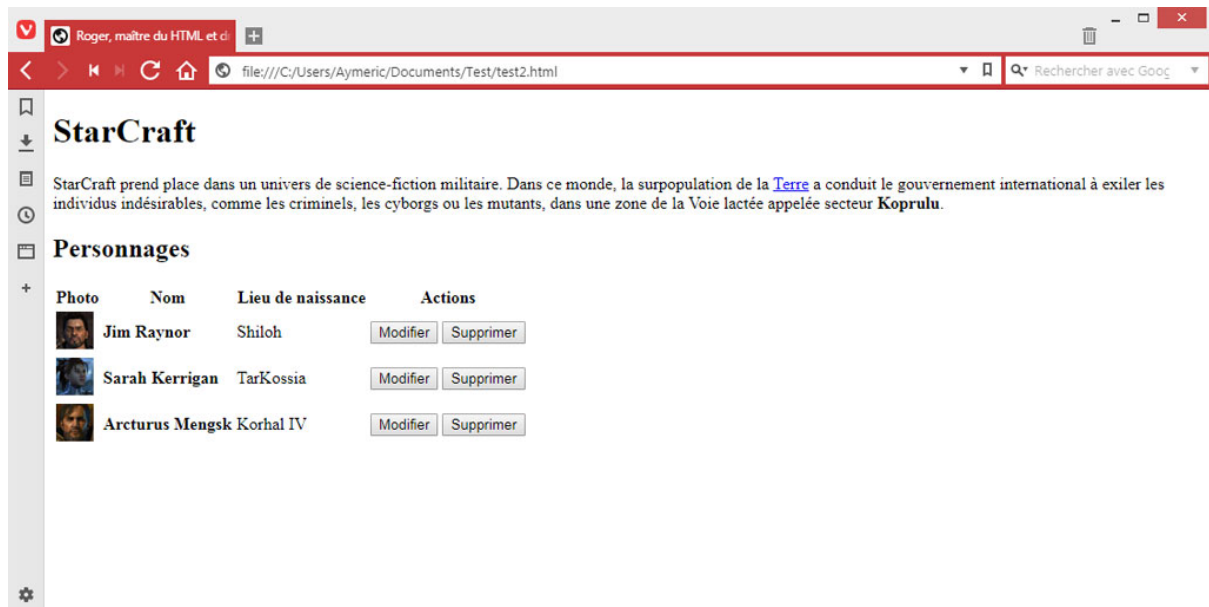 Roger, maître du HTML et d
file:///C:/Users/Aymeric/Documents/Test/test2.html
Rechercher avec Goog
StarCraft
StarCraft prend place dans un univers de science-fiction militaire. Dans ce monde, la surpopulation de la Terre a conduit le gouvernement international à exiler les
individus indésirables, comme les criminels, les cyborgs ou les mutants, dans une zone de la Voie lactée appelée secteur Koprulu.
Personnages
Photo Nom Lieu de naissance Actions
Jim Raynor Shiloh Modifier Supprimer
Sarah Kerrigan TarKossia Modifier Supprimer
Arcturus Mengsk Korhal IV Modifier Supprimer